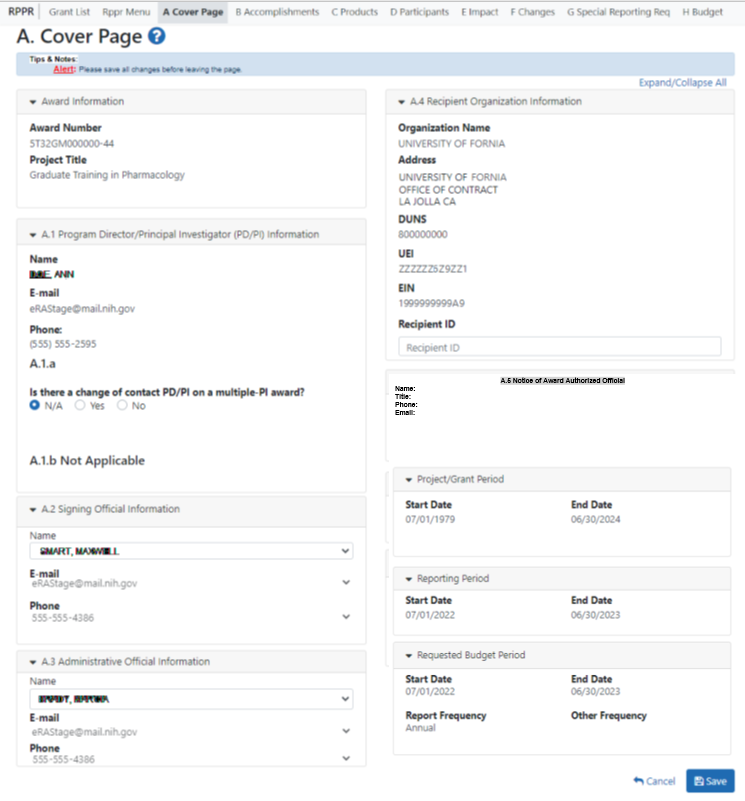 RPPR Grant List Rppr Menu A Cover Page B Accomplishments C Products D Participants E Impact F Changes G Special Reporting Req H Budget
A. Cover Page ?
Tips & Notes:
Alert: Please save all changes before leaving the page.
Expand/Collapse All
Award Information
Award Number
5T32GM000000-44
Project Title
Graduate Training in Pharmacology
A.1 Program Director/Principal Investigator (PD/PI) Information
Name
ANN
E-mail
eRAStage@mail.nih.gov
Phone:
(555) 555-2595
A.1.a
Is there a change of contact PD/PI on a multiple-PI award?
N/A Yes No
A.1.b Not Applicable
A.2 Signing Official Information
Name
SMART, MAXWELL
E-mail
eRAStage@mail.nih.gov
Phone
555-555-4386
A.3 Administrative Official Information
Name
E-mail
eRAStage@mail.nih.gov
Phone
555-555-4386
A.4 Recipient Organization Information
Organization Name
UNIVERSITY OF FORNIA
Address
UNIVERSITY OF FORNIA
OFFICE OF CONTRACT
LA JOLLA CA
DUNS
800000000
UEI
ZZZZZZ5Z9ZZ1
EIN
1999999999A9
Recipient ID
Recipient ID
A.5 Notice of Award Authorized Official
Name:
Title:
Phone:
Email:
Project/Grant Period
Start Date End Date
07/01/1979 06/30/2024
Reporting Period
Start Date End Date
07/01/2022 06/30/2023
Requested Budget Period
Start Date End Date
07/01/2022 06/30/2023
Report Frequency Other Frequency
Annual
Cancel Save